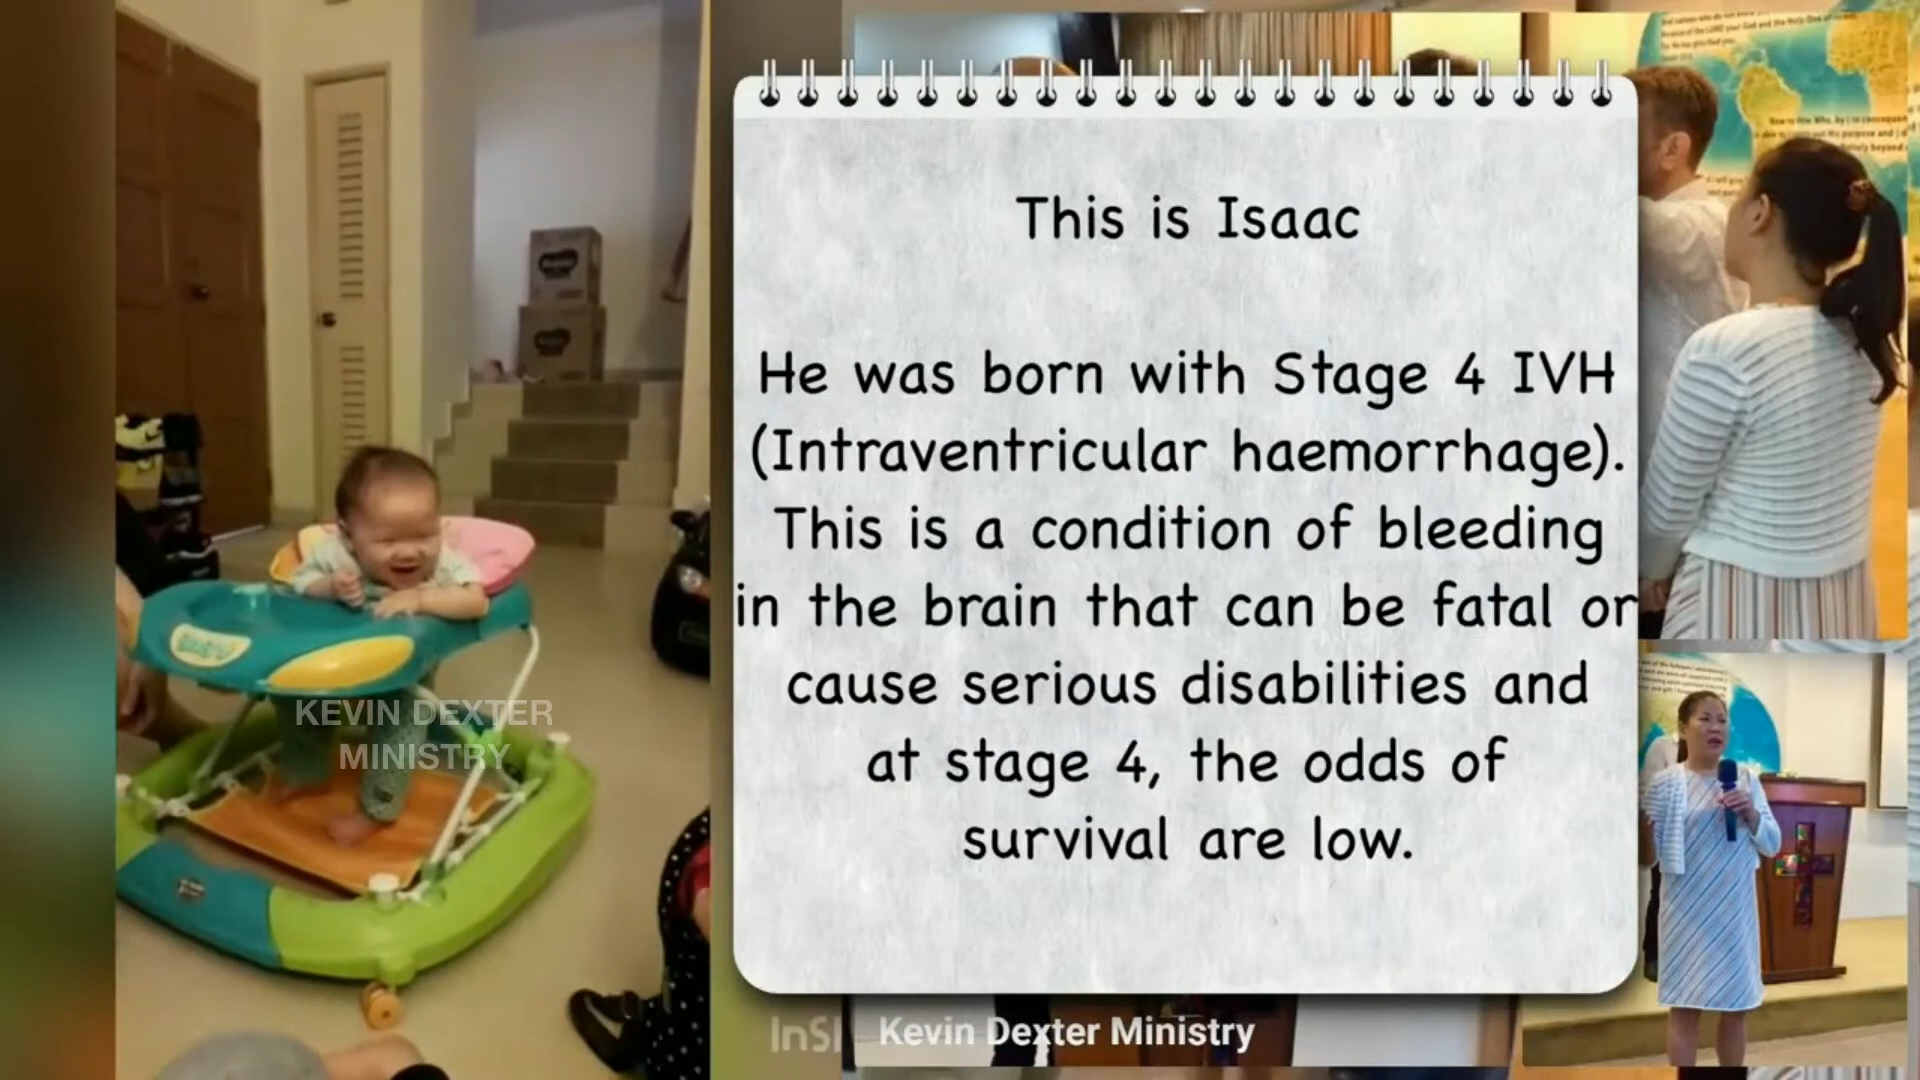 This is Isaac
He was born with Stage 4 IVH
(Intraventricular haemorrhage).
This is a condition of bleeding
in the brain that can be fatal or
cause serious disabilities and
at stage 4, the odds of
survival are low.
KEVIN DEXTER
MINISTRY
InSh
Kevin Dexter Ministry